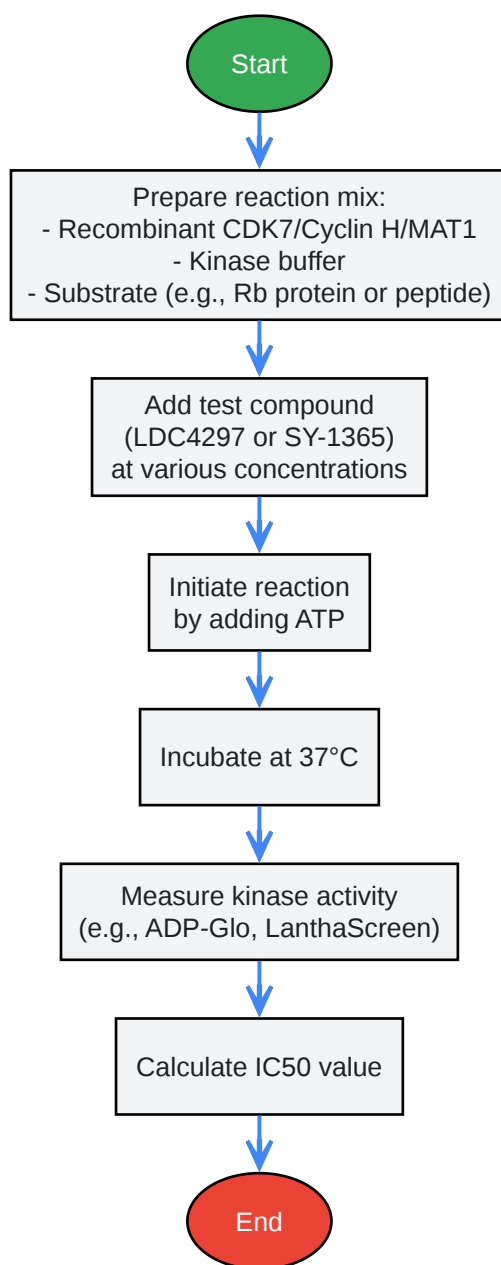 Start
Prepare reaction mix:
- Recombinant CDK7/Cyclin H/MAT1
- Kinase buffer
- Substrate (e.g., Rb protein or peptide)
Add test compound
(LDC4297 or SY-1365)
at various concentrations
Initiate reaction
by adding ATP
Incubate at 37°C
Measure kinase activity
(e.g., ADP-Glo, LanthaScreen)
Calculate IC50 value
End